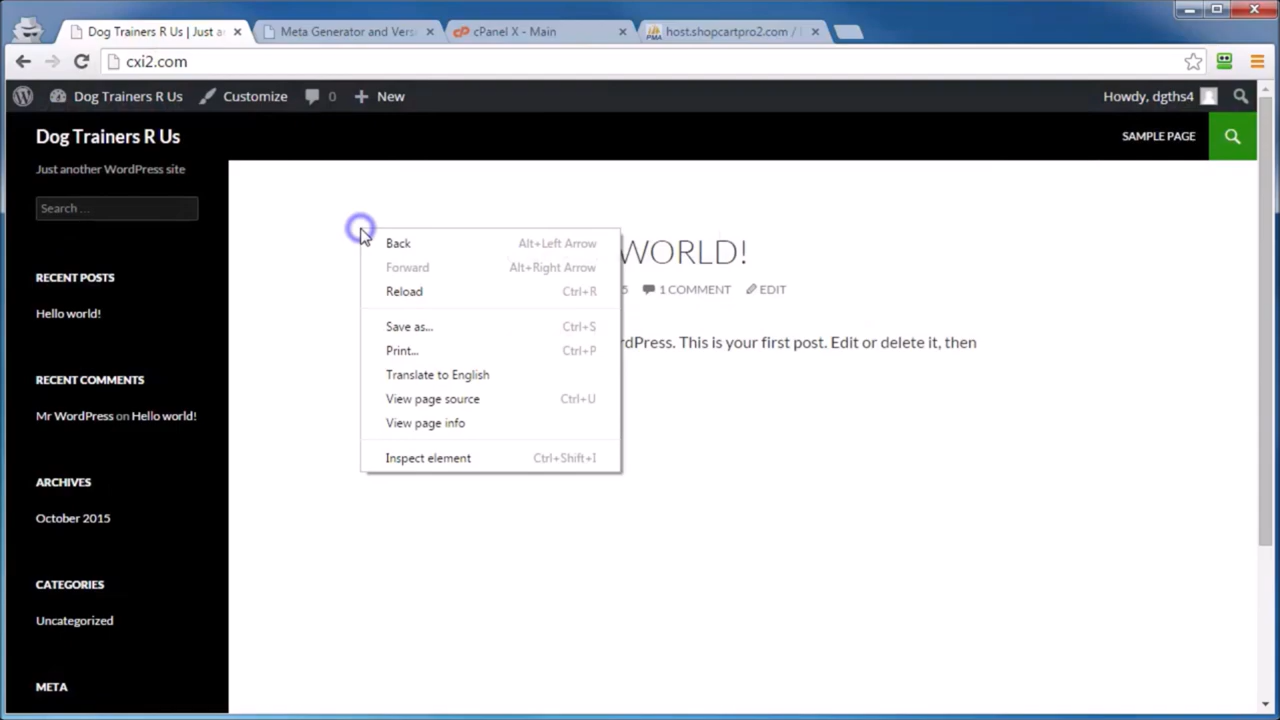 Dog Trainers R Us | Just a
Meta Generator and Vers
cPanel X - Main
host.shopcartpro2.com /
cxi2.com
Dog Trainers R Us
Customize
0
New
Howdy, dgths4
Dog Trainers R Us
SAMPLE PAGE
Just another WordPress site
Search ...
RECENT POSTS
Hello world!
RECENT COMMENTS
Mr WordPress on Hello world!
ARCHIVES
October 2015
CATEGORIES
Uncategorized
META
WORLD!
5
1 COMMENT
EDIT
rdPress. This is your first post. Edit or delete it, then
Back Alt+Left Arrow
Forward Alt+Right Arrow
Reload Ctrl+R
Save as... Ctrl+S
Print... Ctrl+P
Translate to English
View page source Ctrl+U
View page info
Inspect element Ctrl+Shift+I